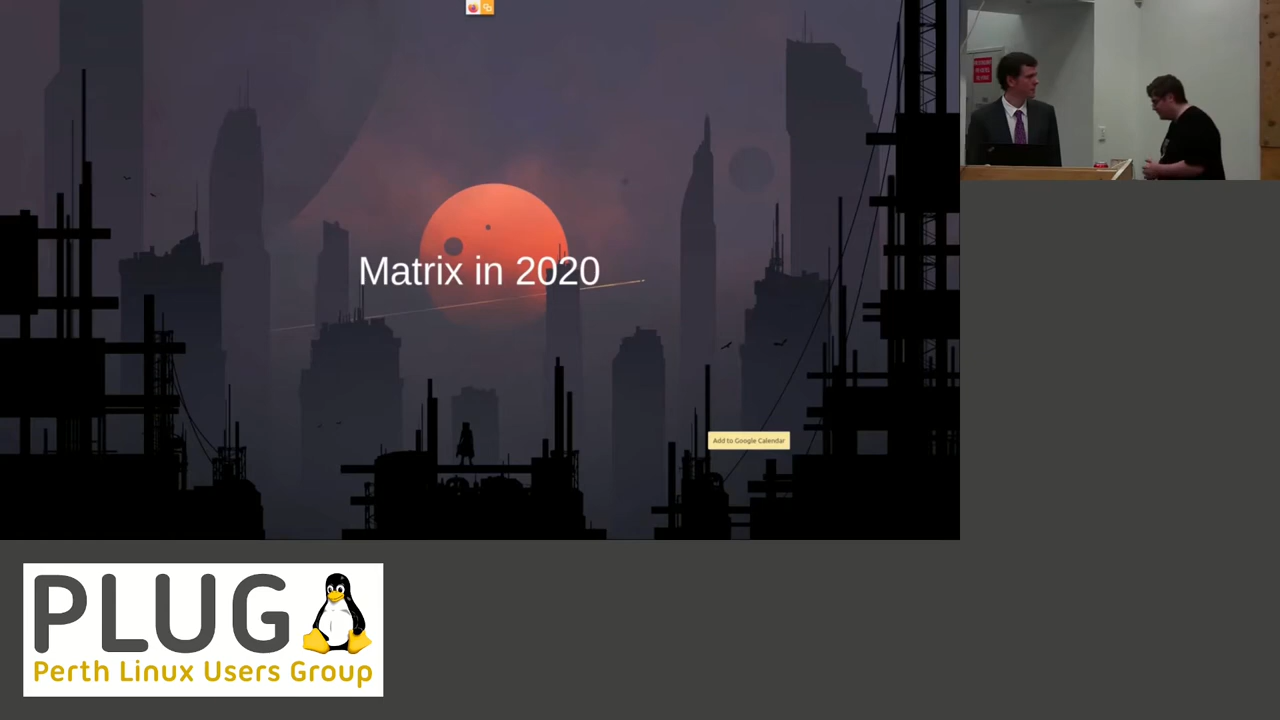 Matrix in 2020
Add to Google Calendar
PLUG
Perth Linux Users Group